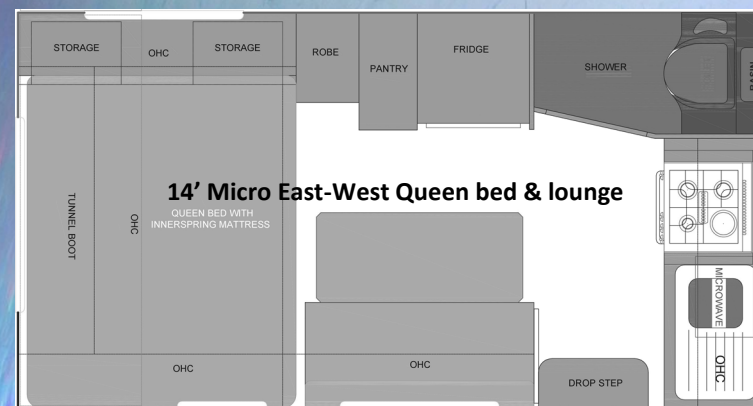 STORAGE
OHC
STORAGE
ROBE
PANTRY
FRIDGE
SHOWER
BASIN
14’ Micro East-West Queen bed & lounge
TUNNEL BOOT
OHC
QUEEN BED WITH
INNERSPRING MATTRESS
MICROWAVE
OHC
OHC
OHC
DROP STEP